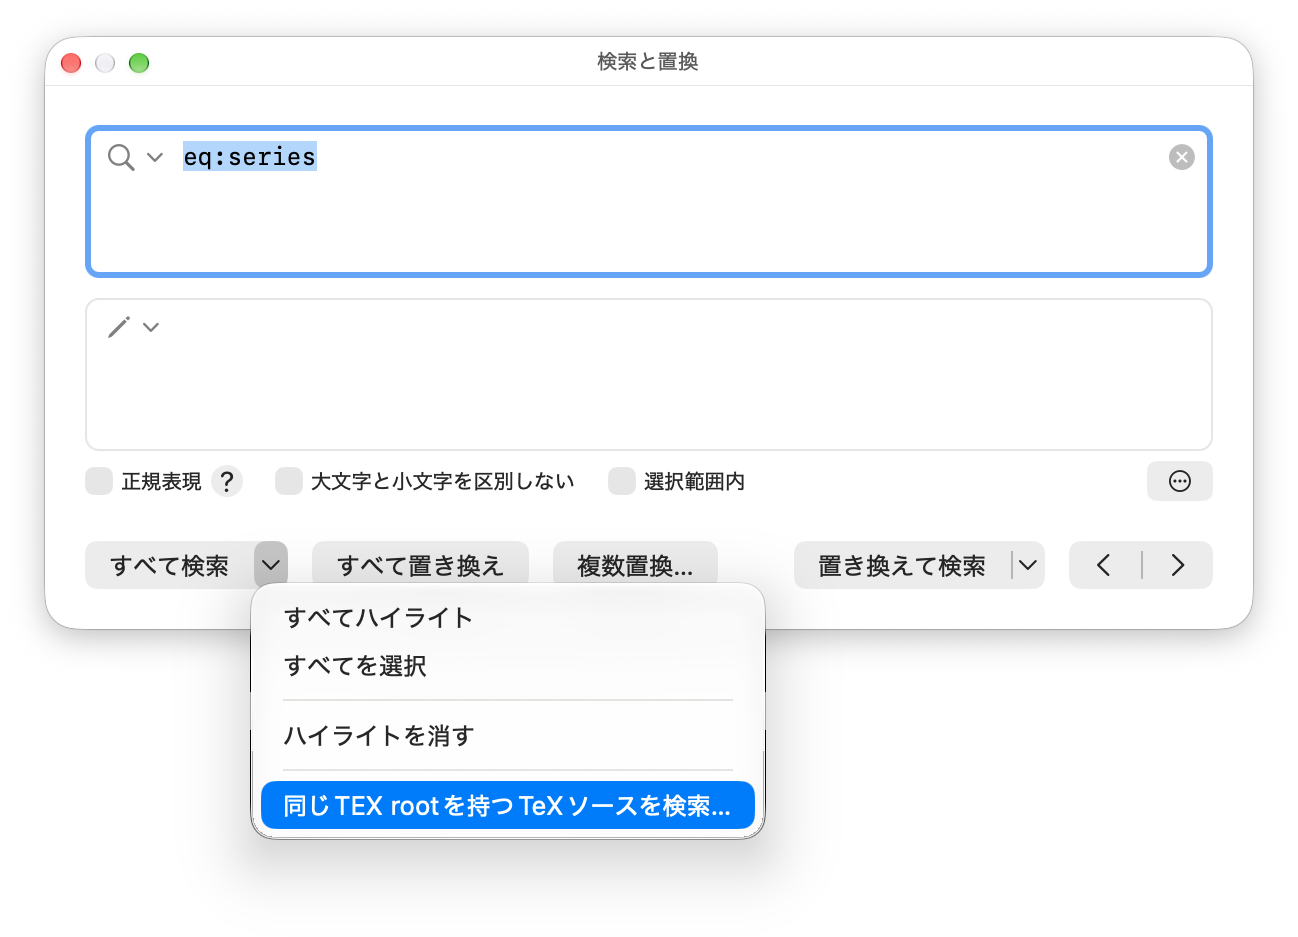 検索と置換
eq:series
正規表現 ? 大文字と小文字を区別しない 選択範囲内
すべて検索 すべて置き換え 複数置換... 置き換えて検索
すべてハイライト
すべてを選択
ハイライトを消す
同じ TEX root を持つ TeX ソースを検索...